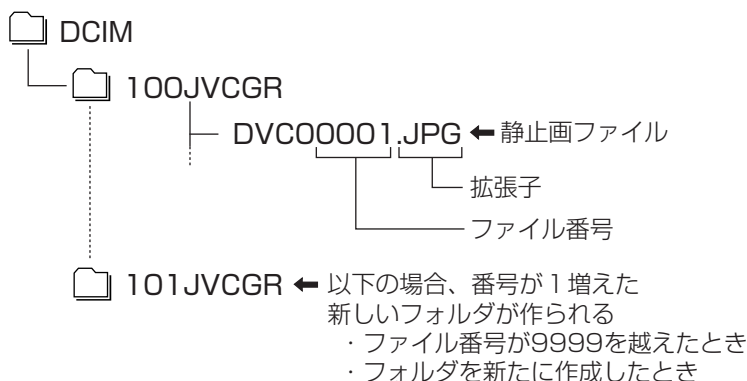 DCIM
100JVCGR
DVC00001.JPG ← 静止画ファイル
拡張子
ファイル番号
101JVCGR ← 以下の場合、番号が1増えた
新しいフォルダが作られる
・ファイル番号が9999を越えたとき
・フォルダを新たに作成したとき